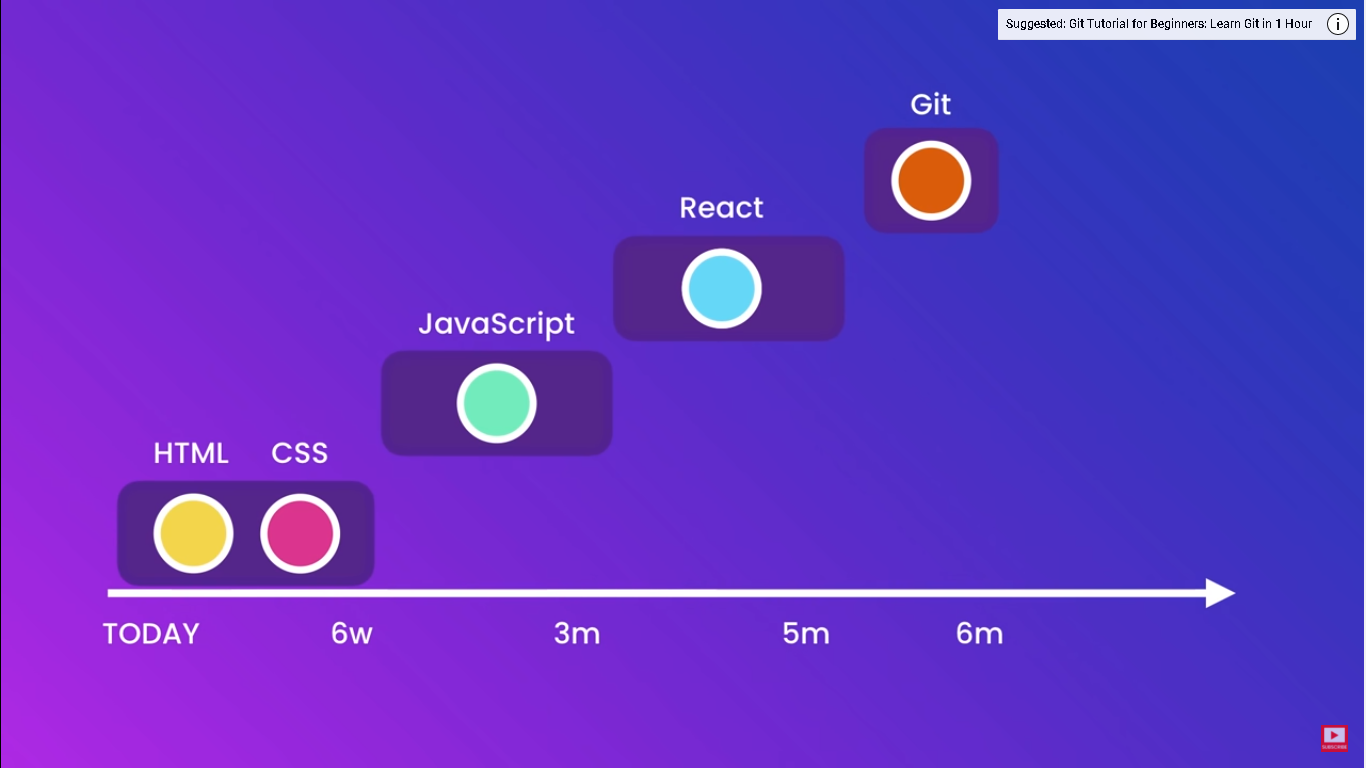 Suggested: Git Tutorial for Beginners: Learn Git in 1 Hour
Git
React
JavaScript
HTML CSS
TODAY 6w 3m 5m 6m
SUBSCRIBE